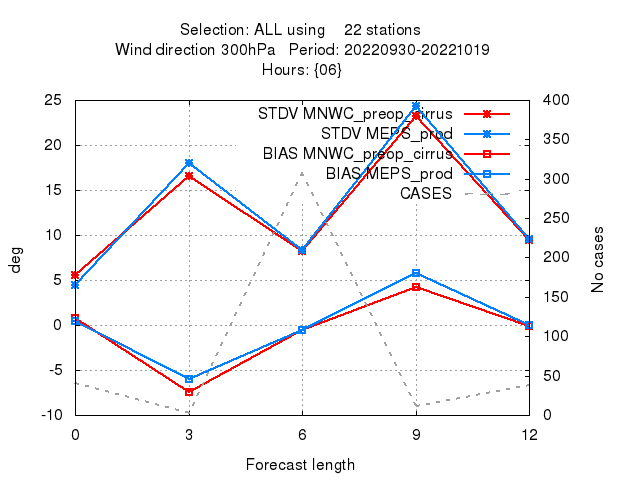 Selection: ALL using 22 stations
Wind direction 300hPa Period: 20220930-20221019
Hours: {06}
STDV MNWC_preop_cirrus
STDV MEPS_prod
BIAS MNWC_preop_cirrus
BIAS MEPS_prod
CASES
25
20
15
10
5
0
-5
-10
deg
400
350
300
250
200
150
100
50
0
No cases
0 3 6 9 12
Forecast length